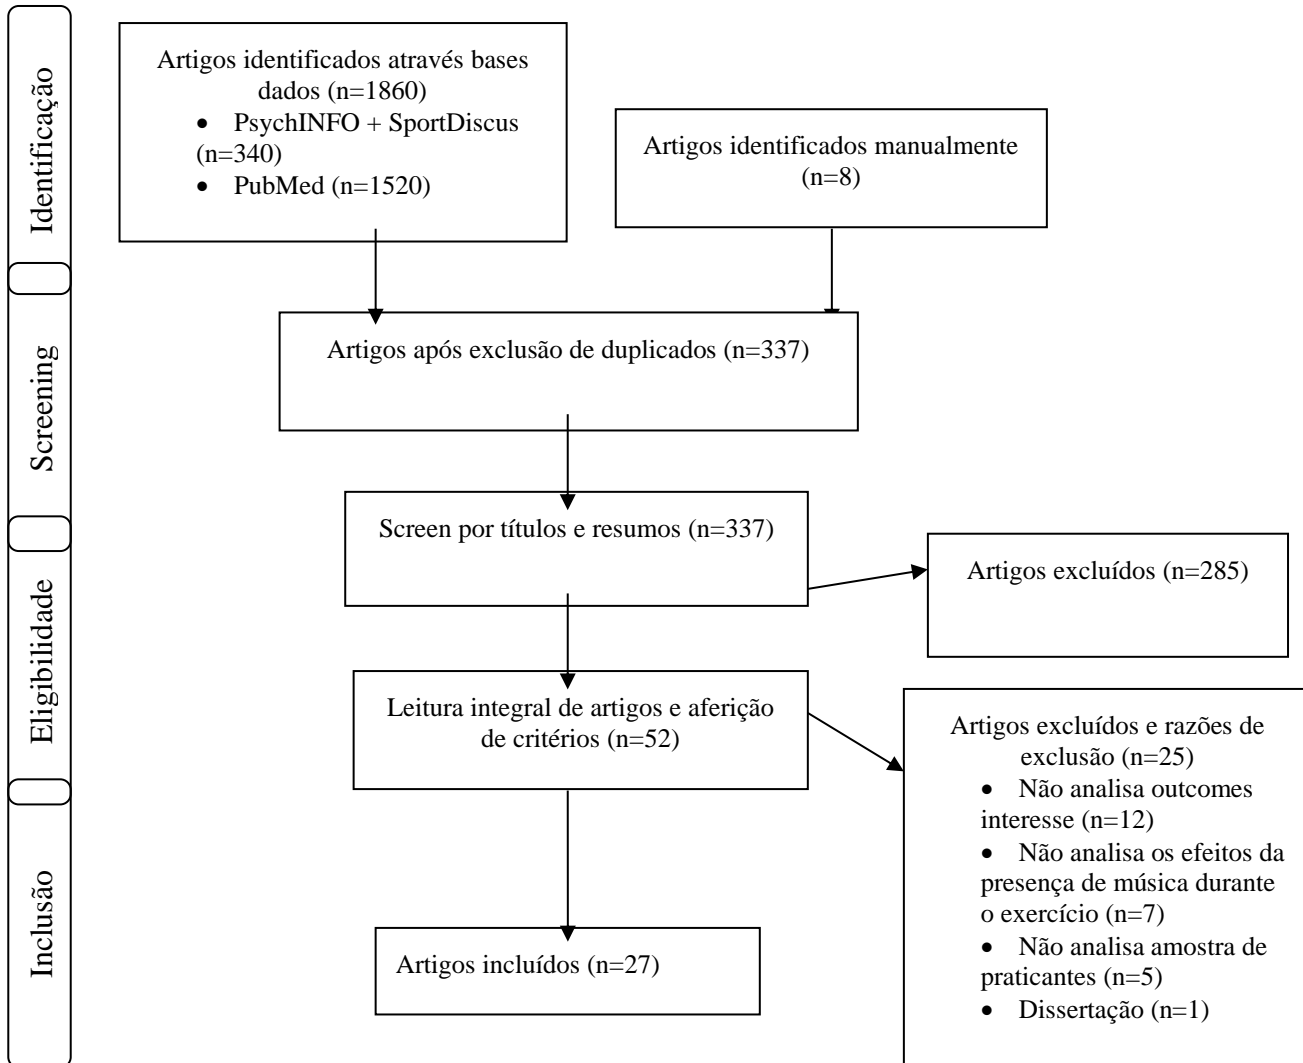 Identificação
Artigos identificados através bases
dados (n=1860)
• PsychINFO + SportDiscus
(n=340)
• PubMed (n=1520)
Artigos identificados manualmente
(n=8)
Screening
Artigos após exclusão de duplicados (n=337)
Screen por títulos e resumos (n=337)
Artigos excluídos (n=285)
Eligibilidade
Leitura integral de artigos e aferição
de critérios (n=52)
Artigos excluídos e razões de
exclusão (n=25)
• Não analisa outcomes
interesse (n=12)
• Não analisa os efeitos da
presença de música durante
o exercício (n=7)
• Não analisa amostra de
praticantes (n=5)
• Dissertação (n=1)
Inclusão
Artigos incluídos (n=27)